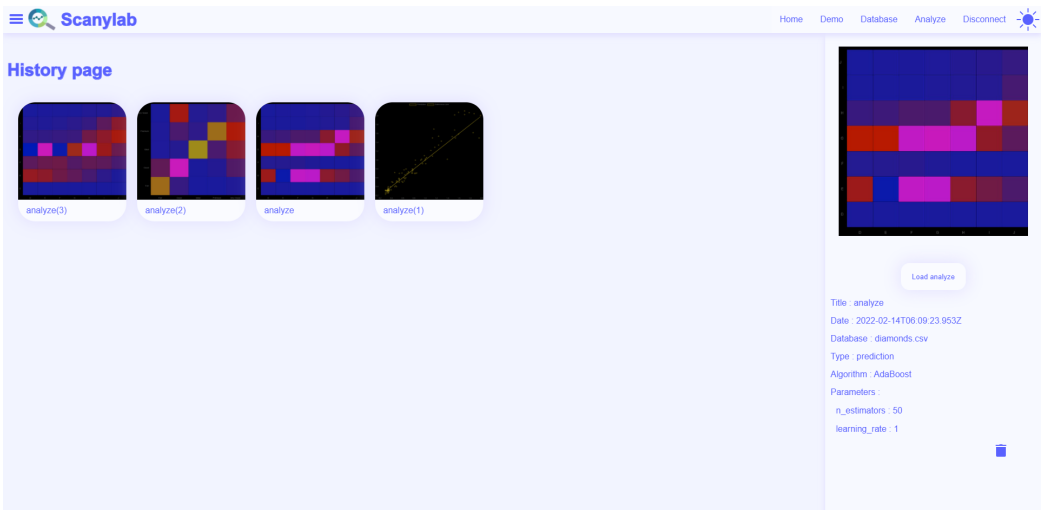 Scanylab
Home Demo Database Analyze Disconnect
History page
analyze(3) analyze(2) analyze analyze(1)
Load analyze
Title : analyze
Date : 2022-02-14T06:09:23.953Z
Database : diamonds.csv
Type : prediction
Algorithm : AdaBoost
Parameters :
n_estimators : 50
learning_rate : 1